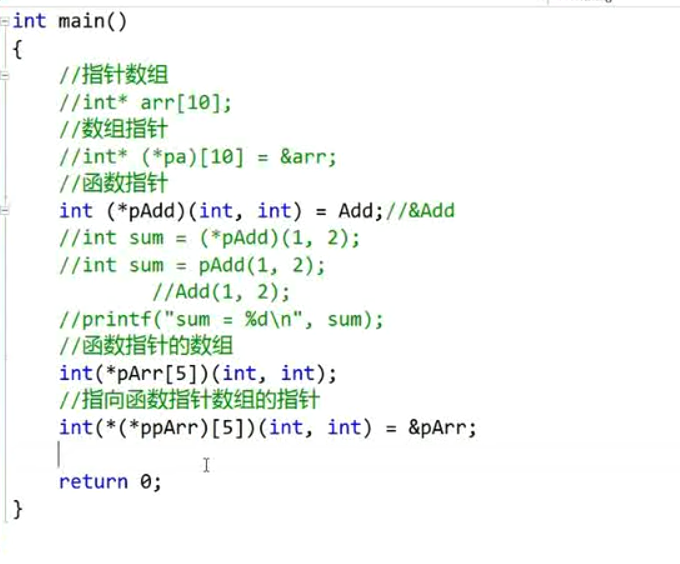 int main()
{
//指针数组
//int* arr[10];
//数组指针
//int* (*pa)[10] = &arr;
//函数指针
int (*pAdd)(int, int) = Add;//&Add
//int sum = (*pAdd)(1, 2);
//int sum = pAdd(1, 2);
//Add(1, 2);
//printf("sum = %d\n", sum);
//函数指针的数组
int(*pArr[5])(int, int);
//指向函数指针数组的指针
int(*(*ppArr)[5])(int, int) = &pArr;
return 0;
}